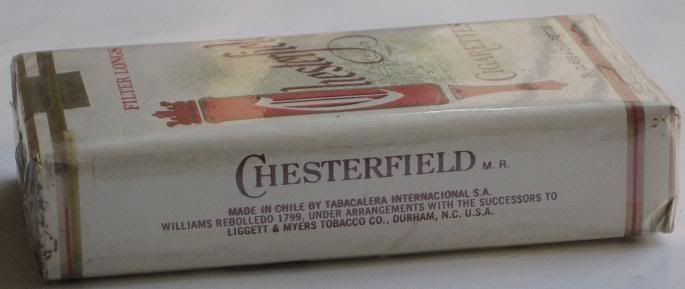 FILTER LONGS
Chesterfield
CIGARETTES
CHESTERFIELD M. R.
MADE IN CHILE BY TABACALERA INTERNACIONAL S.A.
WILLIAMS REBOLLEDO 1799, UNDER ARRANGEMENTS WITH THE SUCCESSORS TO
LIGGETT & MYERS TOBACCO CO., DURHAM, N.C. U.S.A.